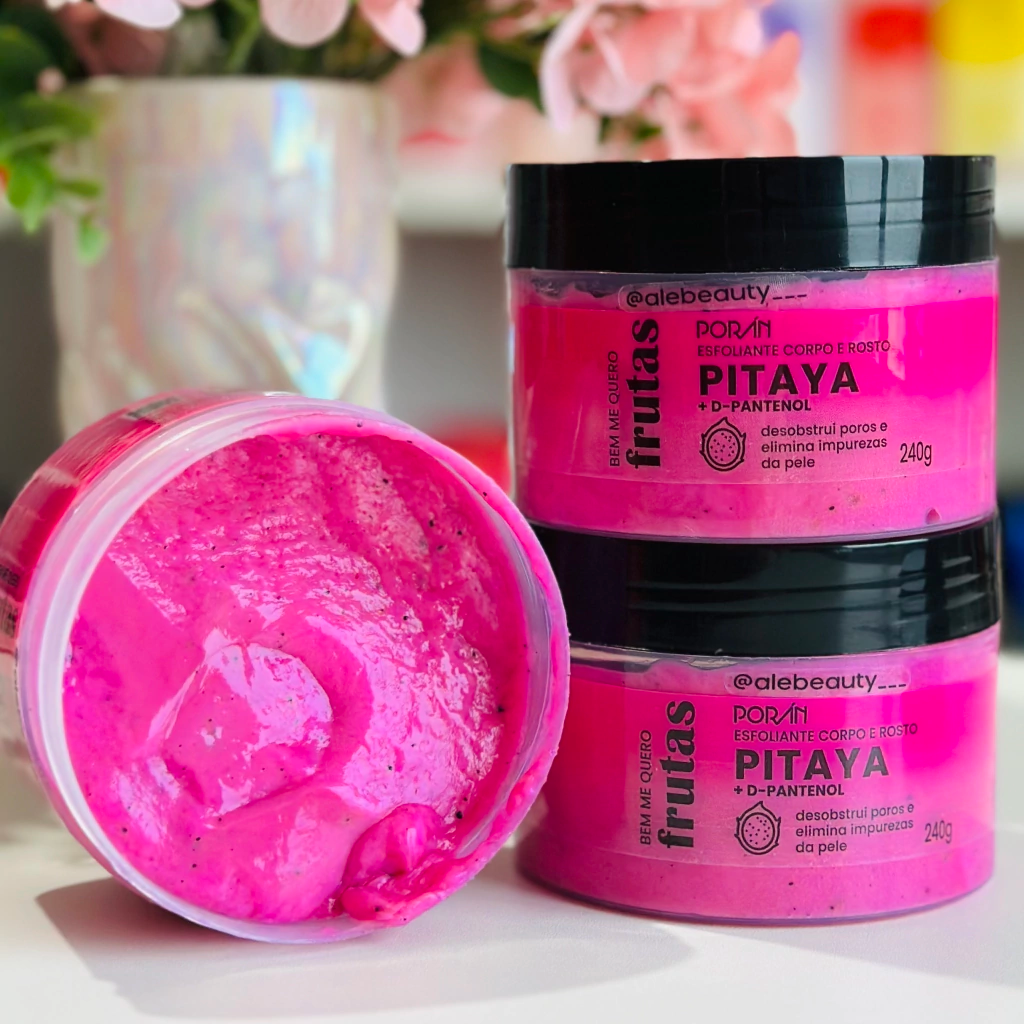 @alebeauty___
BEM ME QUERO
frutas
PORÁN
ESFOLIANTE CORPO E ROSTO
PITAYA
+ D-PANTENOL
desobstrui poros e
elimina impurezas
da pele
240g
@alebeauty___
BEM ME QUERO
frutas
PORÁN
ESFOLIANTE CORPO E ROSTO
PITAYA
+ D-PANTENOL
desobstrui poros e
elimina impurezas
da pele
240g